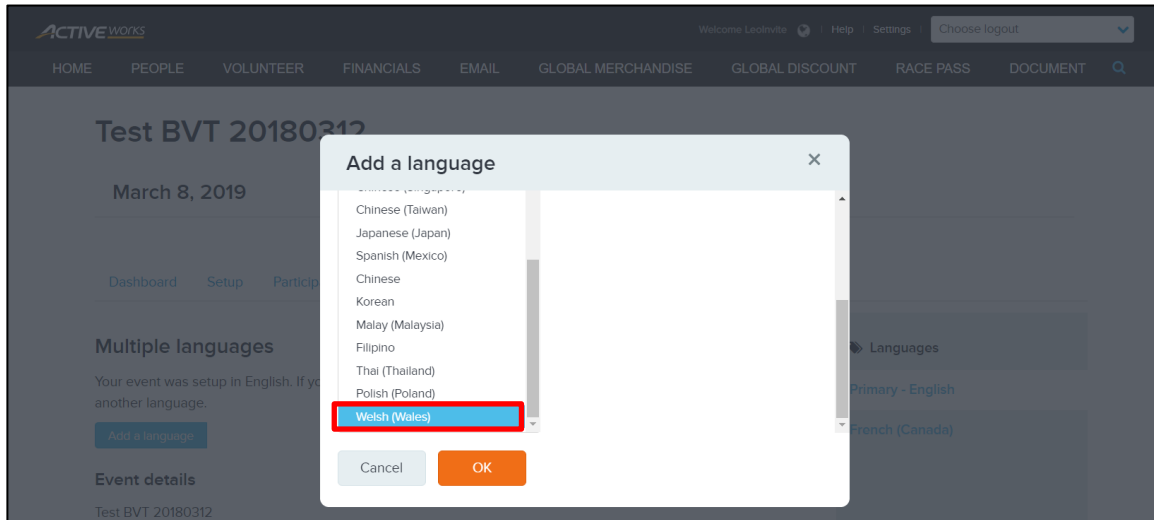 ACTIVE WORKS
Welcome LeoInvite Help Settings Choose logout
HOME PEOPLE VOLUNTEER FINANCIALS EMAIL GLOBAL MERCHANDISE GLOBAL DISCOUNT RACE PASS DOCUMENT
Test BVT 20180312
March 8, 2019
Dashboard Setup Particip
Multiple languages
Your event was setup in English. If yo
another language.
Add a language
Event details
Test BVT 20180312
Add a language
Chinese (Singapore)
Chinese (Taiwan)
Japanese (Japan)
Spanish (Mexico)
Chinese
Korean
Malay (Malaysia)
Filipino
Thai (Thailand)
Polish (Poland)
Welsh (Wales)
Cancel OK
Languages
Primary - English
French (Canada)